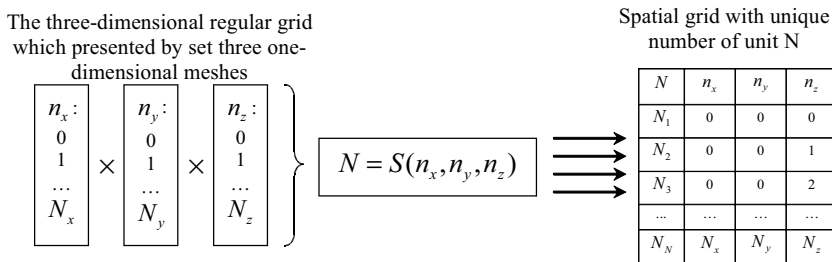 The three-dimensional regular grid
which presented by set three one-
dimensional meshes
n_x :
0
1
...
N_x
×
n_y :
0
1
...
N_y
×
n_z :
0
1
...
N_z
}
N = S(n_x, n_y, n_z)
Spatial grid with unique
number of unit N
N n_x n_y n_z
N_1 0 0 0
N_2 0 0 1
N_3 0 0 2
... ... ... ...
N_N N_x N_y N_z